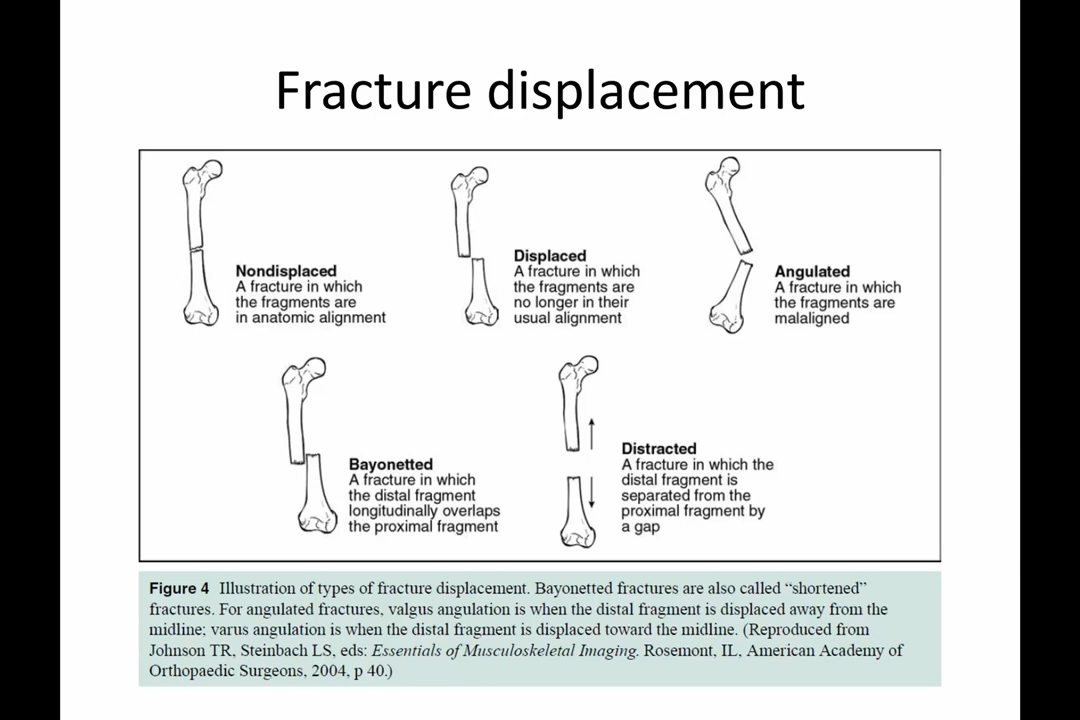 Fracture displacement
Nondisplaced
A fracture in which
the fragments are
in anatomic alignment
Displaced
A fracture in which
the fragments are
no longer in their
usual alignment
Angulated
A fracture in which
the fragments are
malaligned
Bayonetted
A fracture in which
the distal fragment
longitudinally overlaps
the proximal fragment
Distracted
A fracture in which the
distal fragment is
separated from the
proximal fragment by
a gap
Figure 4 Illustration of types of fracture displacement. Bayonetted fractures are also called “shortened”
fractures. For angulated fractures, valgus angulation is when the distal fragment is displaced away from the
midline; varus angulation is when the distal fragment is displaced toward the midline. (Reproduced from
Johnson TR, Steinbach LS, eds: Essentials of Musculoskeletal Imaging. Rosemont, IL, American Academy of
Orthopaedic Surgeons, 2004, p 40.)